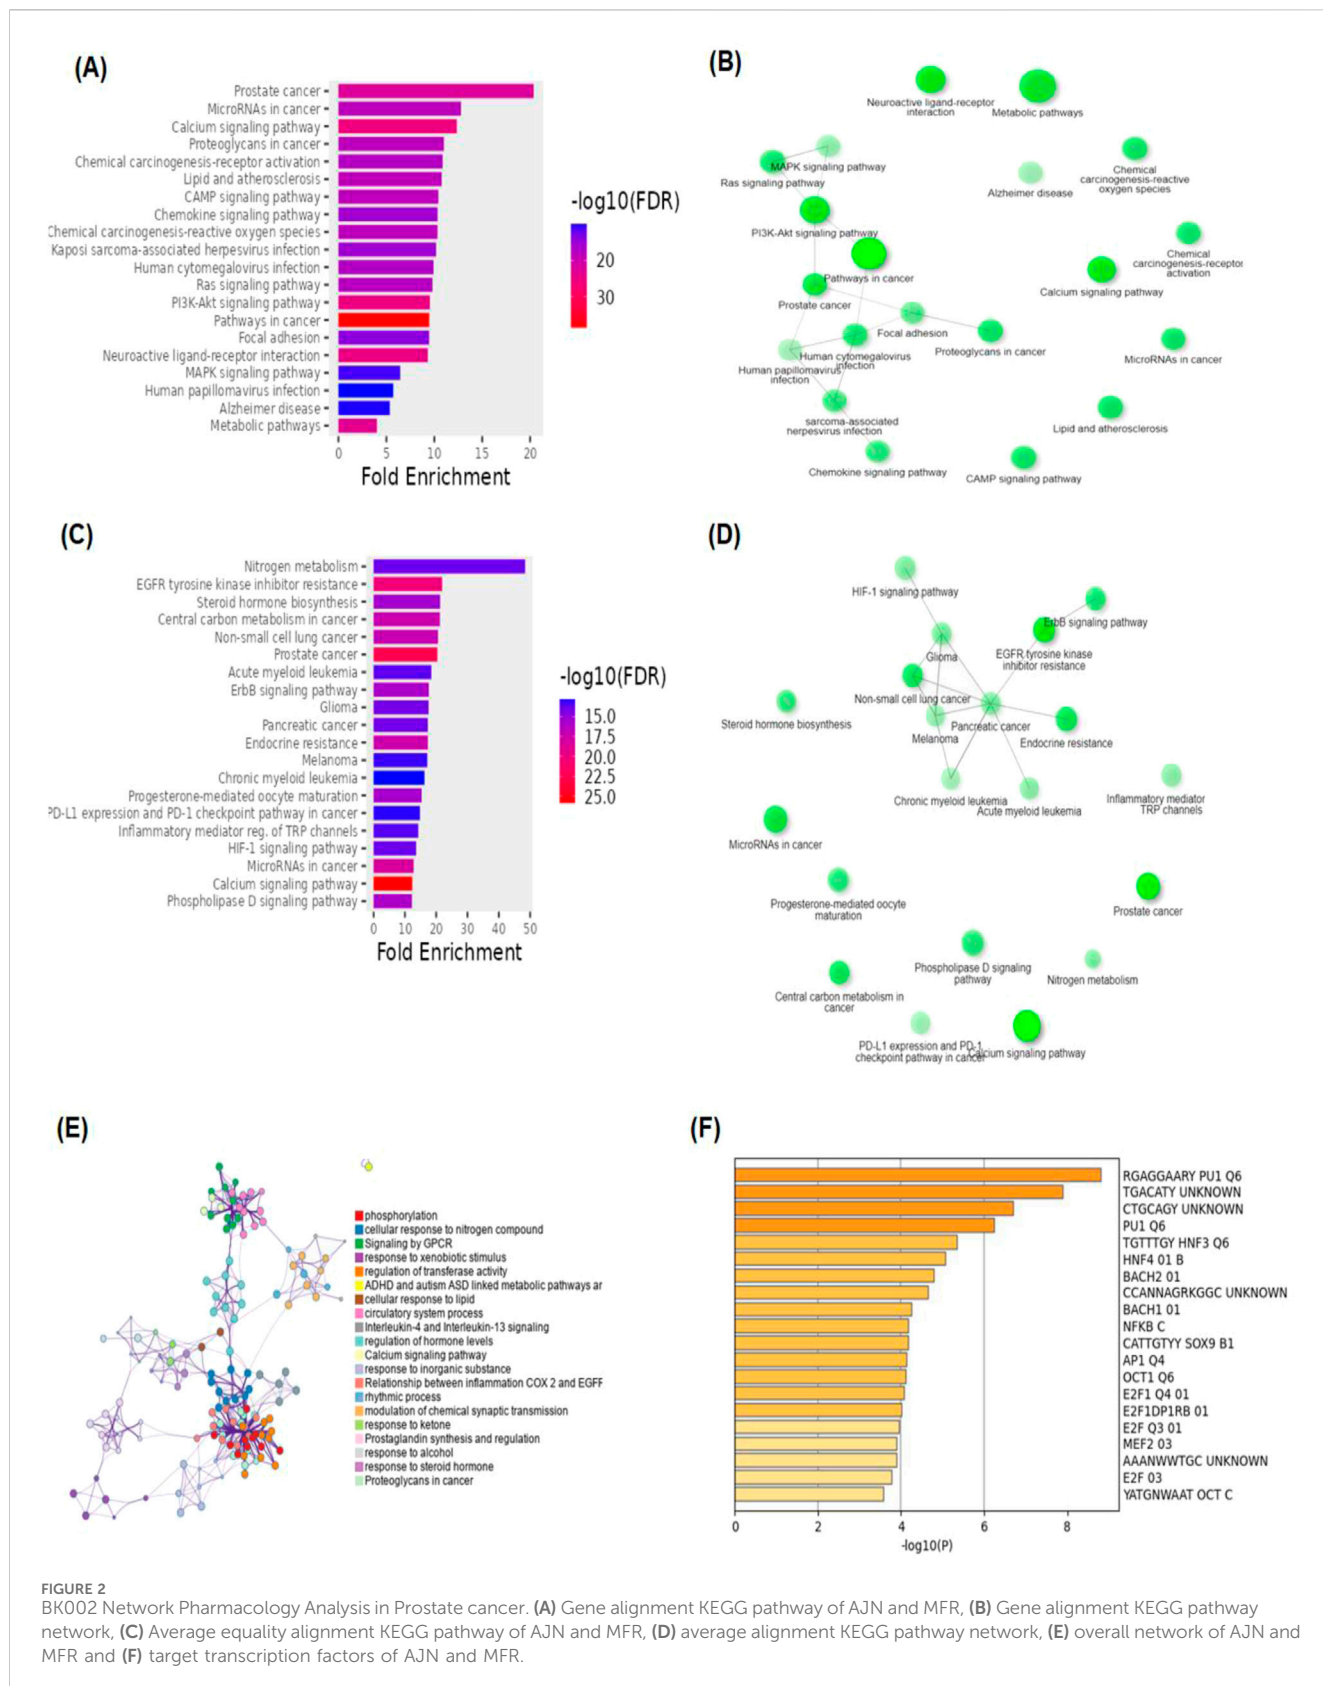 (A)
Prostate cancer
MicroRNAs in cancer
Calcium signaling pathway
Proteoglycans in cancer
Chemical carcinogenesis-receptor activation
Lipid and atherosclerosis
CAMP signaling pathway
Chemokine signaling pathway
Chemical carcinogenesis-reactive oxygen species
Kaposi sarcoma-associated herpesvirus infection
Human cytomegalovirus infection
Ras signaling pathway
PI3K-Akt signaling pathway
Pathways in cancer
Focal adhesion
Neuroactive ligand-receptor interaction
MAPK signaling pathway
Human papillomavirus infection
Alzheimer disease
Metabolic pathways
0 5 10 15 20
Fold Enrichment
-log10(FDR)
20
30
(B)
Neuroactive ligand-receptor
interaction
Metabolic pathways
MAPK signaling pathway
Ras signaling pathway
Chemical
carcinogenesis-reactive
oxygen species
Alzheimer disease
PI3K-Akt signaling pathway
Chemical
carcinogenesis-receptor
activation
Pathways in cancer
Calcium signaling pathway
Prostate cancer
Focal adhesion
Proteoglycans in cancer
MicroRNAs in cancer
Human cytomegalovirus
infection
Human papillomavirus
infection
sarcoma-associated
herpesvirus infection
Lipid and atherosclerosis
Chemokine signaling pathway
CAMP signaling pathway
(C)
Nitrogen metabolism
EGFR tyrosine kinase inhibitor resistance
Steroid hormone biosynthesis
Central carbon metabolism in cancer
Non-small cell lung cancer
Prostate cancer
Acute myeloid leukemia
ErbB signaling pathway
Glioma
Pancreatic cancer
Endocrine resistance
Melanoma
Chronic myeloid leukemia
Progesterone-mediated oocyte maturation
PD-L1 expression and PD-1 checkpoint pathway in cancer
Inflammatory mediator reg. of TRP channels
HIF-1 signaling pathway
MicroRNAs in cancer
Calcium signaling pathway
Phospholipase D signaling pathway
0 10 20 30 40 50
Fold Enrichment
-log10(FDR)
15.0
17.5
20.0
22.5
25.0
(D)
HIF-1 signaling pathway
ErbB signaling pathway
Glioma
EGFR tyrosine kinase
inhibitor resistance
Non-small cell lung cancer
Steroid hormone biosynthesis
Pancreatic cancer
Melanoma
Endocrine resistance
Chronic myeloid leukemia
Acute myeloid leukemia
Inflammatory mediator
TRP channels
MicroRNAs in cancer
Progesterone-mediated oocyte
maturation
Prostate cancer
Phospholipase D signaling
pathway
Nitrogen metabolism
Central carbon metabolism in
cancer
PD-L1 expression and PD-1
checkpoint pathway in cancer
Calcium signaling pathway
(E)
phosphorylation
cellular response to nitrogen compound
Signaling by GPCR
response to xenobiotic stimulus
regulation of transferase activity
ADHD and autism ASD linked metabolic pathways ar
cellular response to lipid
circulatory system process
Interleukin-4 and Interleukin-13 signaling
regulation of hormone levels
Calcium signaling pathway
response to inorganic substance
Relationship between inflammation COX 2 and EGFR
rhythmic process
modulation of chemical synaptic transmission
response to ketone
Prostaglandin synthesis and regulation
response to alcohol
response to steroid hormone
Proteoglycans in cancer
(F)
RGAGGAARY PU1 Q6
TGACATY UNKNOWN
CTGCAGY UNKNOWN
PU1 Q6
TGTTTGY HNF3 Q6
HNF4 01 B
BACH2 01
CCANNAGRKGGC UNKNOWN
BACH1 01
NFKB C
CATTGTYY SOX9 B1
AP1 Q4
OCT1 Q6
E2F1 Q4 01
E2F1DP1RB 01
E2F Q3 01
MEF2 03
AAANWWTGC UNKNOWN
E2F 03
YATGNWAAT OCT C
0 2 4 6 8
-log10(P)
FIGURE 2
BK002 Network Pharmacology Analysis in Prostate cancer. (A) Gene alignment KEGG pathway of AJN and MFR, (B) Gene alignment KEGG pathway
network, (C) Average equality alignment KEGG pathway of AJN and MFR, (D) average alignment KEGG pathway network, (E) overall network of AJN and
MFR and (F) target transcription factors of AJN and MFR.